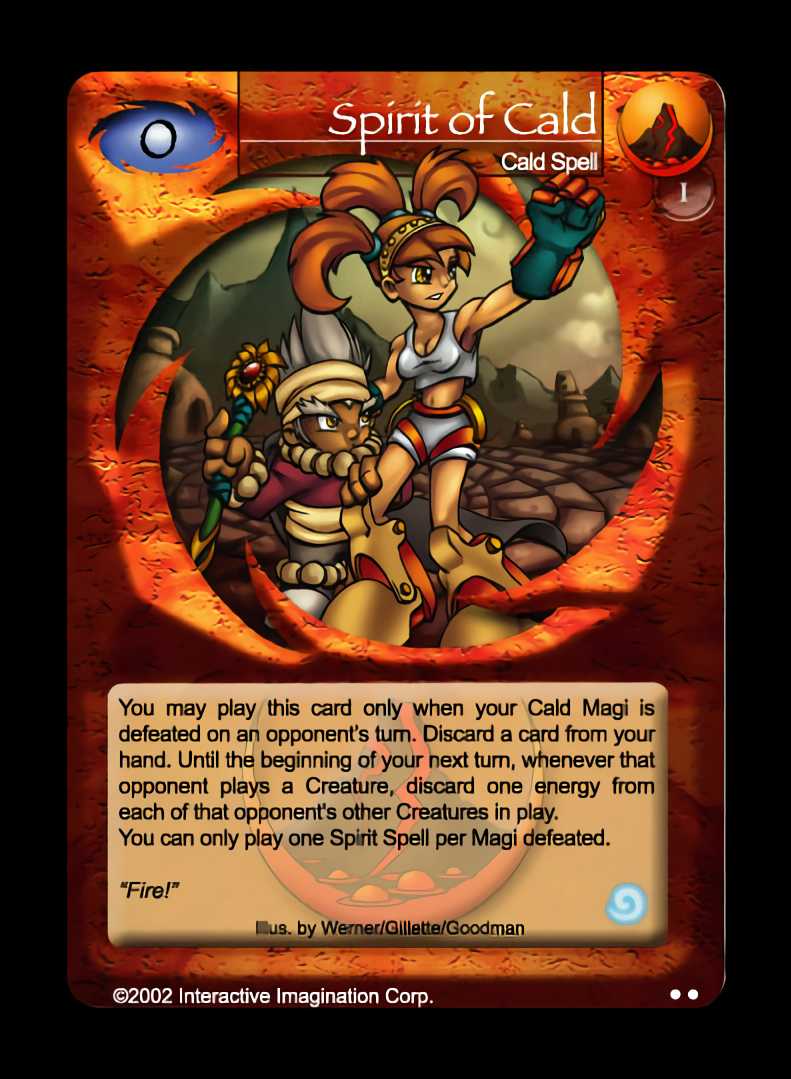 0
Spirit of Cald
Cald Spell
I
You may play this card only when your Cald Magi is
defeated on an opponent's turn. Discard a card from your
hand. Until the beginning of your next turn, whenever that
opponent plays a Creature, discard one energy from
each of that opponent's other Creatures in play.
You can only play one Spirit Spell per Magi defeated.
"Fire!"
Illus. by Werner/Gillette/Goodman
©2002 Interactive Imagination Corp.